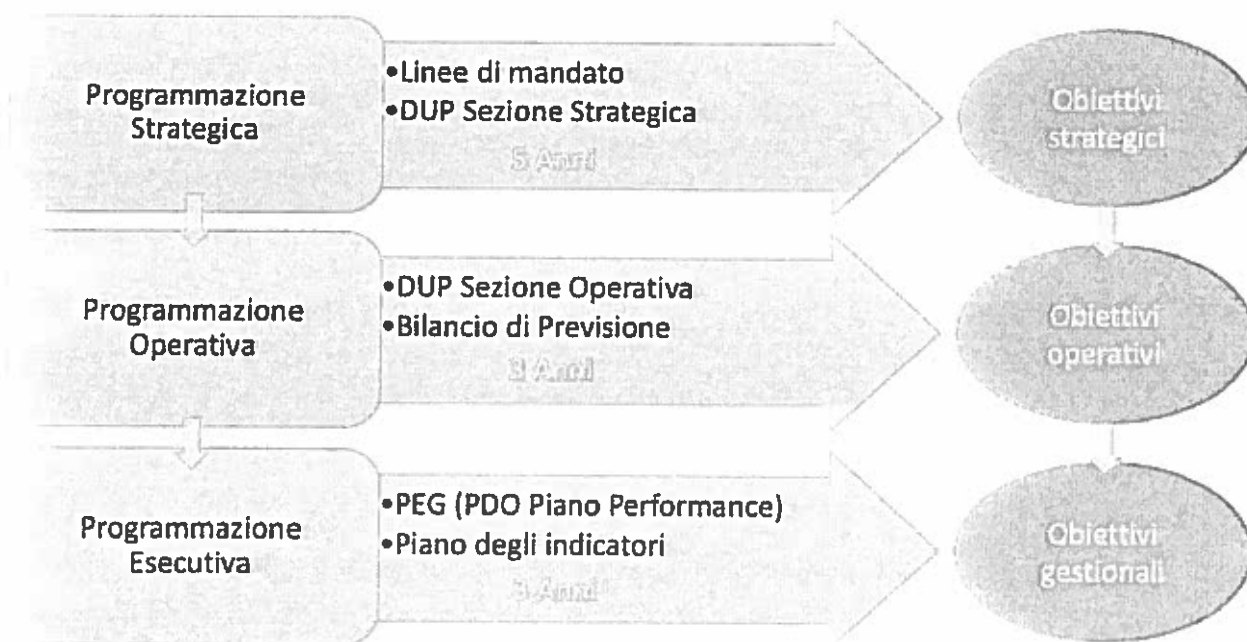 Programmazione
Strategica
•Linee di mandato
•DUP Sezione Strategica
5 Anni
Obiettivi
strategici
Programmazione
Operativa
•DUP Sezione Operativa
•Bilancio di Previsione
3 Anni
Obiettivi
operativi
Programmazione
Esecutiva
•PEG (PDO Piano Performance)
•Piano degli indicatori
3 Anni
Obiettivi
gestionali